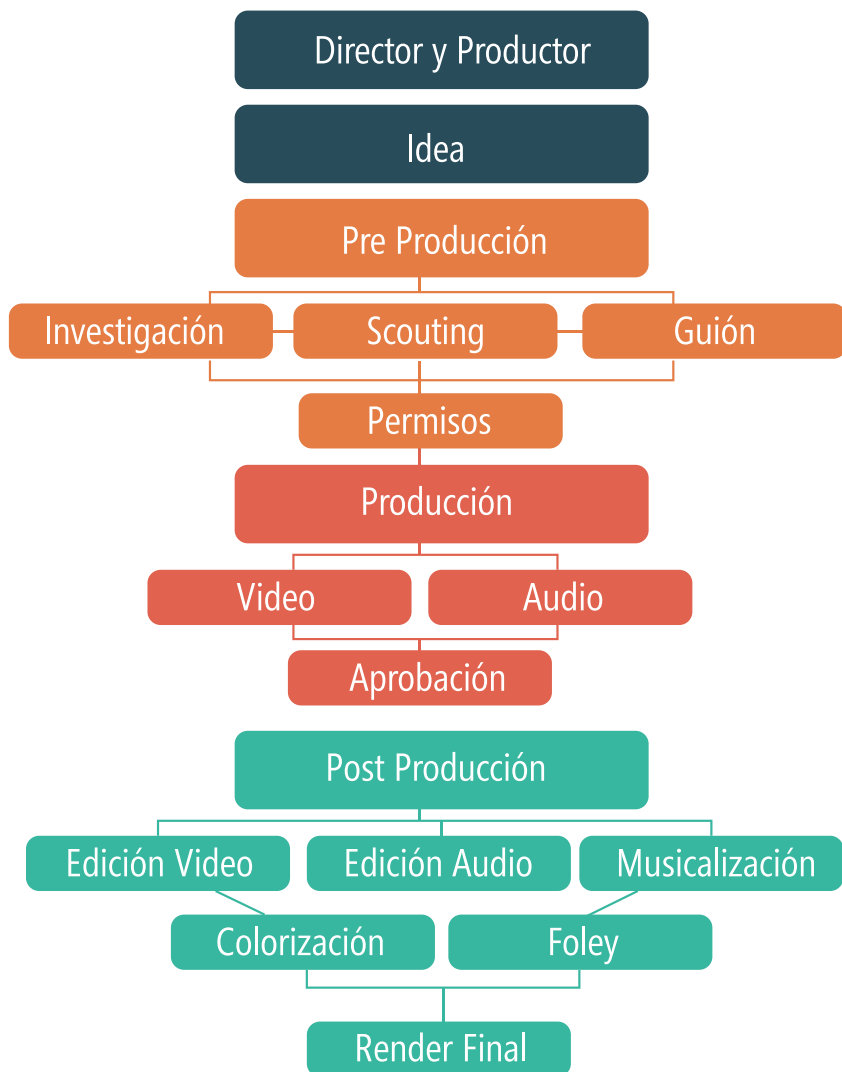 Director y Productor
Idea
Pre Producción
Investigación
Scouting
Guión
Permisos
Producción
Video
Audio
Aprobación
Post Producción
Edición Video
Edición Audio
Musicalización
Colorización
Foley
Render Final